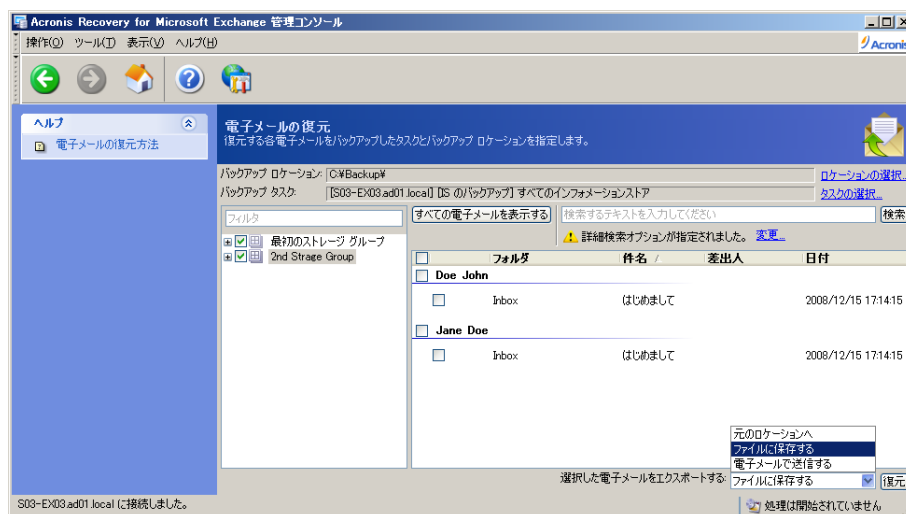 Acronis Recovery for Microsoft Exchange 管理コンソール
操作(O) ツール(T) 表示(V) ヘルプ(H)
Acronis
ヘルプ
電子メールの復元方法
電子メールの復元
復元する各電子メールをバックアップしたタスクとバックアップ ロケーションを指定します。
バックアップ ロケーション: C:¥Backup¥ ロケーションの選択...
バックアップ タスク: [S03-EX03.ad01.local] [IS のバックアップ] すべてのインフォメーションストア タスクの選択...
フィルタ
すべての電子メールを表示する 検索するテキストを入力してください 検索
詳細検索オプションが指定されました。 変更...
最初のストレージ グループ
2nd Strage Group
フォルダ 件名 差出人 日付
Doe John
Inbox はじめまして 2008/12/15 17:14:15
Jane Doe
Inbox はじめまして 2008/12/15 17:14:15
元のロケーションへ
ファイルに保存する
電子メールで送信する
選択した電子メールをエクスポートする: ファイルに保存する 復元
S03-EX03.ad01.local に接続しました。
処理は開始されていません